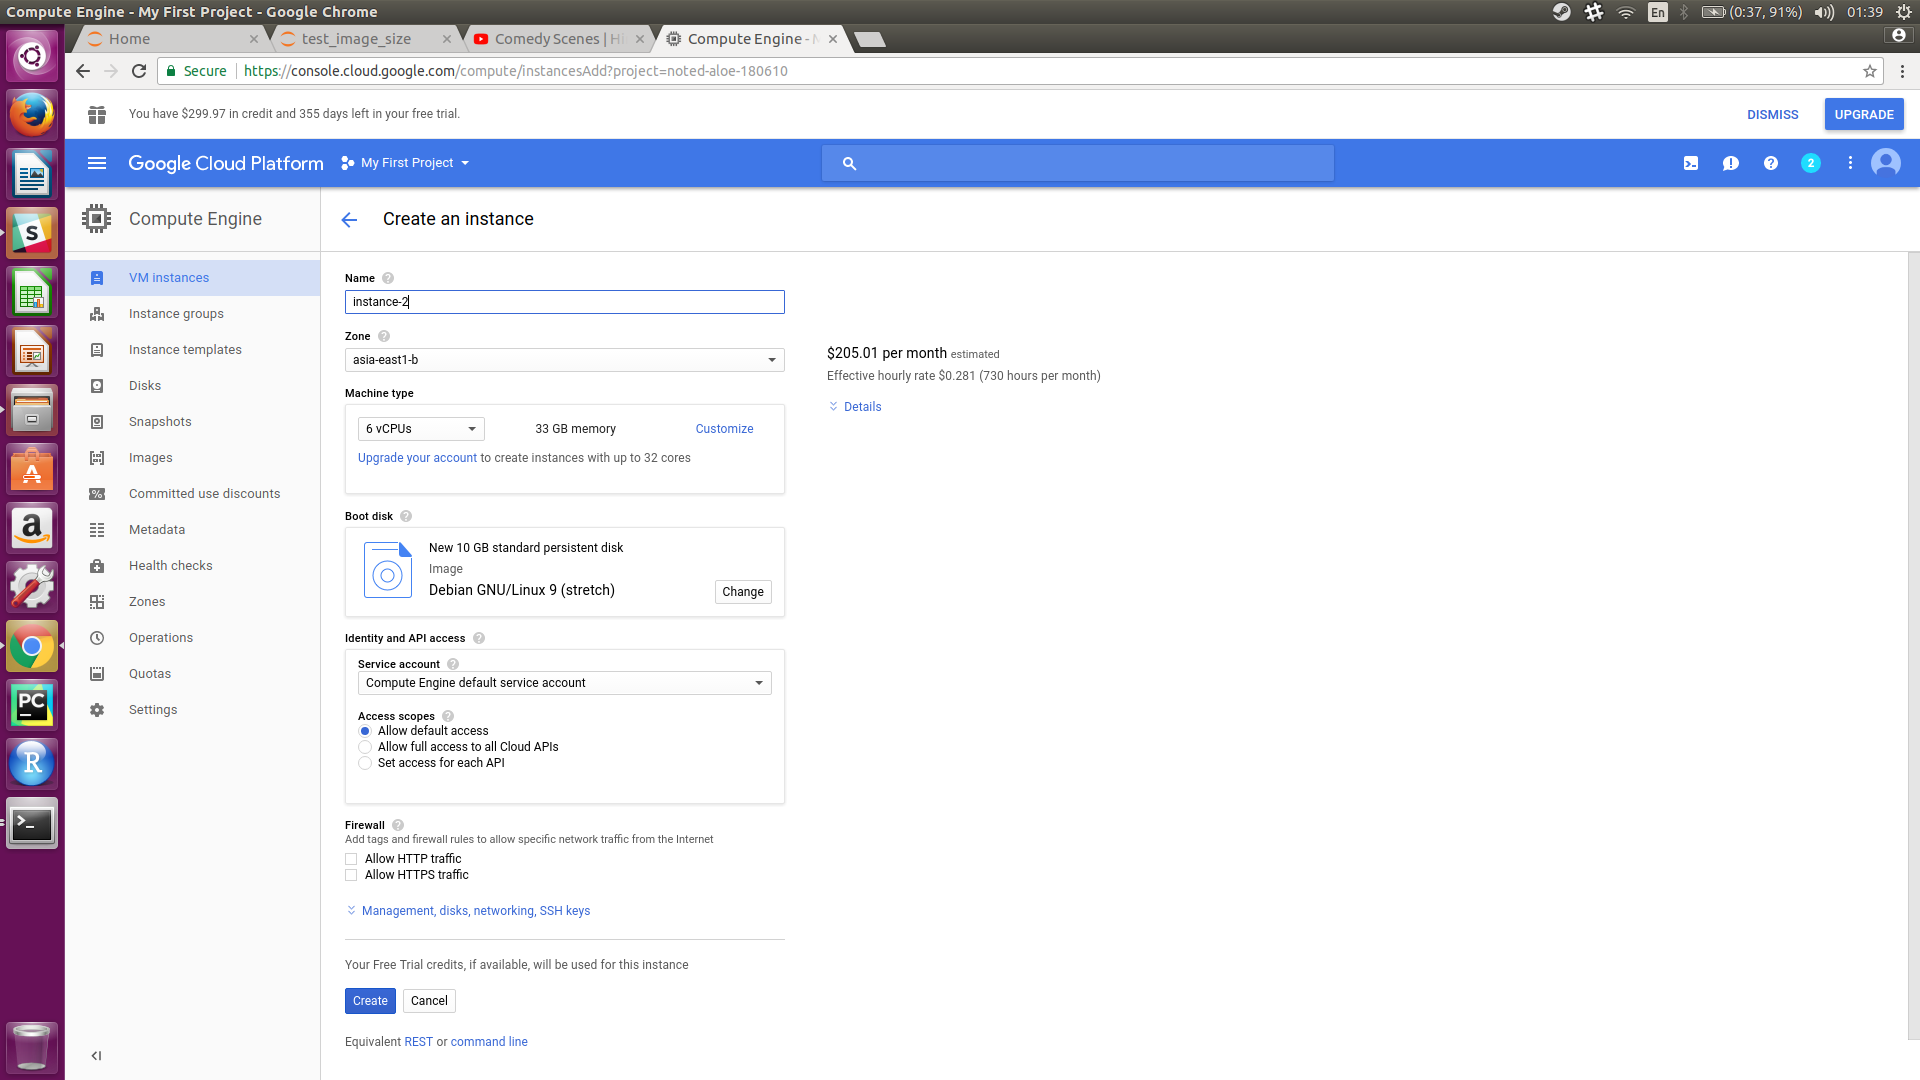 Compute Engine - My First Project - Google Chrome
En
(0:37, 91%)
01:39
Home
test_image_size
Comedy Scenes | Hi
Compute Engine -
Secure
https://console.cloud.google.com/compute/instancesAdd?project=noted-aloe-180610
You have $299.97 in credit and 355 days left in your free trial.
DISMISS
UPGRADE
Google Cloud Platform
My First Project
2
Compute Engine
Create an instance
VM instances
Instance groups
Instance templates
Disks
Snapshots
Images
Committed use discounts
Metadata
Health checks
Zones
Operations
Quotas
Settings
Name
instance-2
Zone
asia-east1-b
Machine type
6 vCPUs
33 GB memory
Customize
Upgrade your account to create instances with up to 32 cores
$205.01 per month estimated
Effective hourly rate $0.281 (730 hours per month)
Details
Boot disk
New 10 GB standard persistent disk
Image
Debian GNU/Linux 9 (stretch)
Change
Identity and API access
Service account
Compute Engine default service account
Access scopes
Allow default access
Allow full access to all Cloud APIs
Set access for each API
Firewall
Add tags and firewall rules to allow specific network traffic from the Internet
Allow HTTP traffic
Allow HTTPS traffic
Management, disks, networking, SSH keys
Your Free Trial credits, if available, will be used for this instance
Create
Cancel
Equivalent REST or command line
S
A
a
PC
R